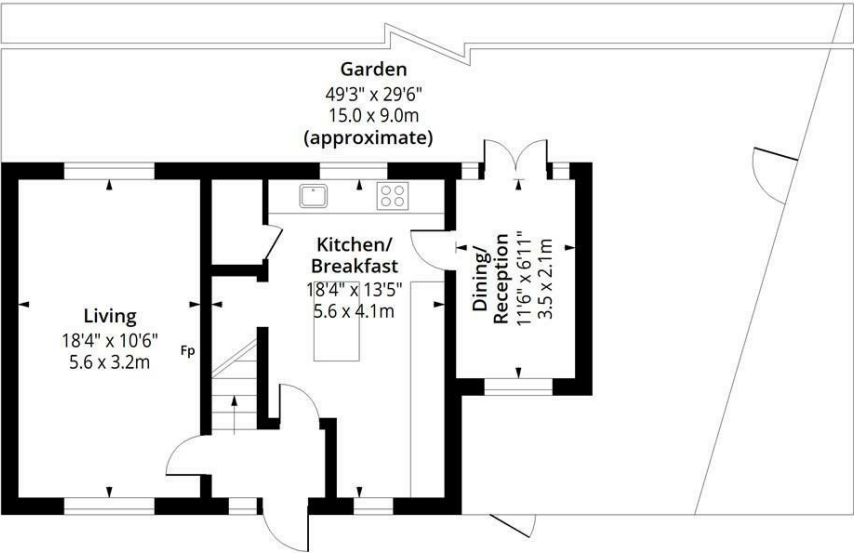 Garden
49'3" x 29'6"
15.0 x 9.0m
(approximate)
Kitchen/
Breakfast
18'4" x 13'5"
5.6 x 4.1m
Dining/
Reception
11'6" x 6'11"
3.5 x 2.1m
Living
18'4" x 10'6"
5.6 x 3.2m
Fp